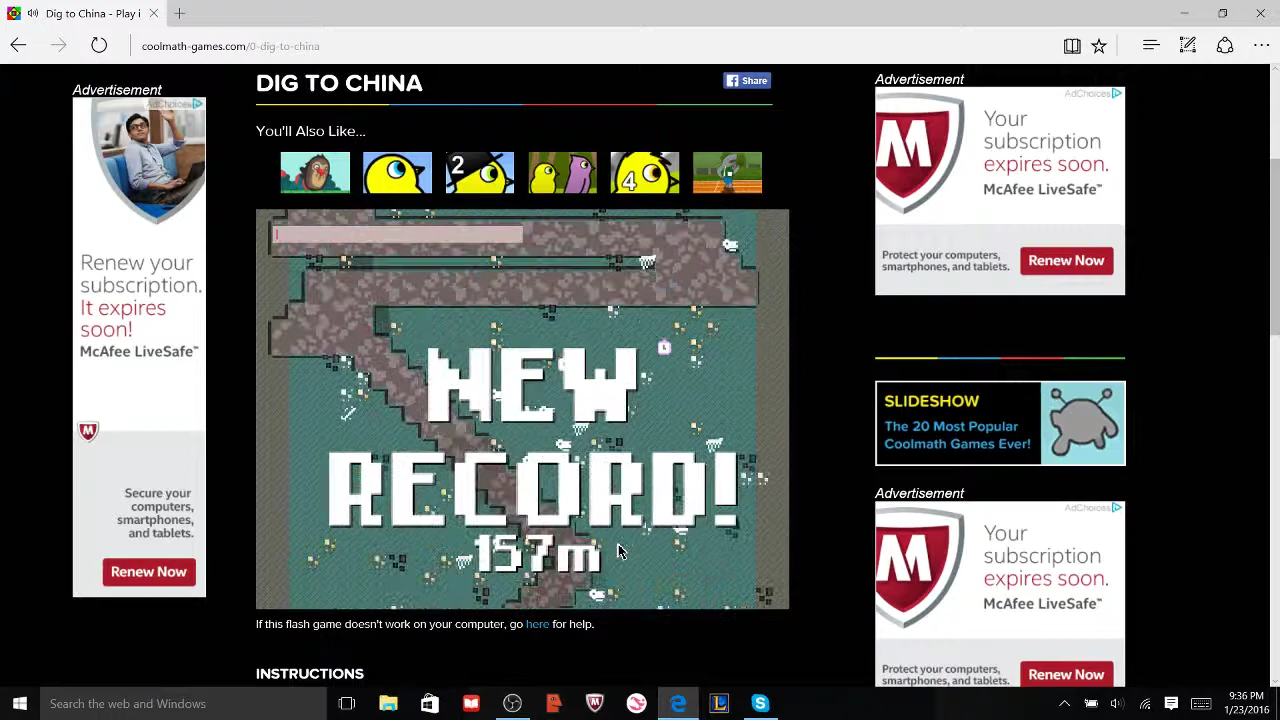 Dig to China - Play i
coolmath-games.com/0-dig-to-china
Advertisement
AdChoices
Renew your
subscription.
It expires
soon!
McAfee LiveSafe™
Secure your
computers,
smartphones,
and tablets.
Renew Now
DIG TO CHINA
Share
You'll Also Like...
2
4
NEW
RECORD!
157m
If this flash game doesn't work on your computer, go here for help.
INSTRUCTIONS
Advertisement
AdChoices
Your
subscription
expires soon.
McAfee LiveSafe™
Protect your computers,
smartphones, and tablets.
Renew Now
SLIDESHOW
The 20 Most Popular
Coolmath Games Ever!
Advertisement
AdChoices
Your
subscription
expires soon.
McAfee LiveSafe™
Protect your computers,
smartphones, and tablets.
Renew Now
Search the web and Windows
9:36 PM
1/23/2016